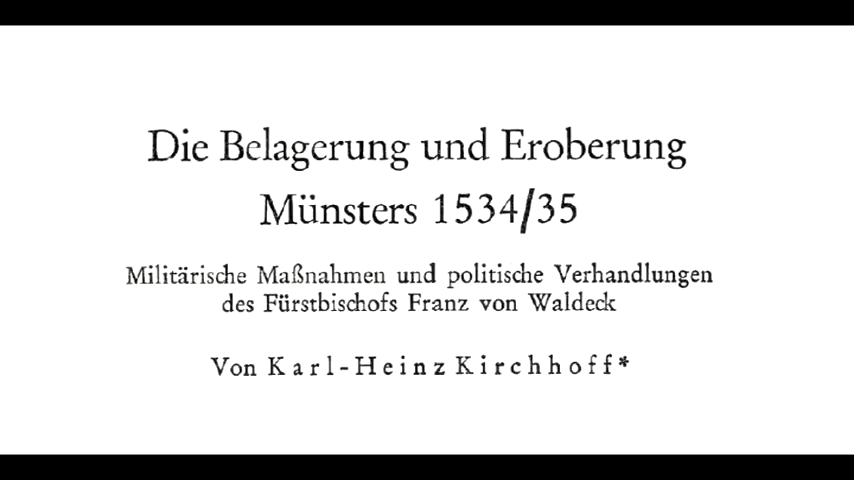 Die Belagerung und Eroberung
Münsters 1534/35
Militärische Maßnahmen und politische Verhandlungen
des Fürstbischofs Franz von Waldeck
Von Karl-Heinz Kirchhoff*